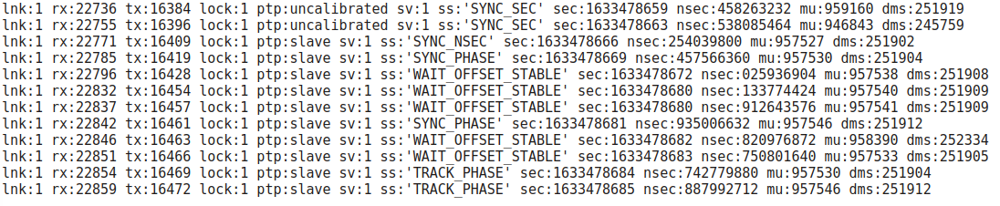 lnk:1 rx:22736 tx:16384 lock:1 ptp:uncalibrated sv:1 ss:'SYNC_SEC' sec:1633478659 nsec:458263232 mu:959160 dms:251919
lnk:1 rx:22755 tx:16396 lock:1 ptp:uncalibrated sv:1 ss:'SYNC_SEC' sec:1633478663 nsec:538085464 mu:946843 dms:245759
lnk:1 rx:22771 tx:16409 lock:1 ptp:slave sv:1 ss:'SYNC_NSEC' sec:1633478666 nsec:254039800 mu:957527 dms:251902
lnk:1 rx:22785 tx:16419 lock:1 ptp:slave sv:1 ss:'SYNC_PHASE' sec:1633478669 nsec:457566360 mu:957530 dms:251904
lnk:1 rx:22796 tx:16428 lock:1 ptp:slave sv:1 ss:'WAIT_OFFSET_STABLE' sec:1633478672 nsec:025936904 mu:957538 dms:251908
lnk:1 rx:22832 tx:16454 lock:1 ptp:slave sv:1 ss:'WAIT_OFFSET_STABLE' sec:1633478680 nsec:133774424 mu:957540 dms:251909
lnk:1 rx:22837 tx:16457 lock:1 ptp:slave sv:1 ss:'WAIT_OFFSET_STABLE' sec:1633478680 nsec:912643576 mu:957541 dms:251909
lnk:1 rx:22842 tx:16461 lock:1 ptp:slave sv:1 ss:'SYNC_PHASE' sec:1633478681 nsec:935006632 mu:957546 dms:251912
lnk:1 rx:22846 tx:16463 lock:1 ptp:slave sv:1 ss:'WAIT_OFFSET_STABLE' sec:1633478682 nsec:820976872 mu:958390 dms:252334
lnk:1 rx:22851 tx:16466 lock:1 ptp:slave sv:1 ss:'WAIT_OFFSET_STABLE' sec:1633478683 nsec:750801640 mu:957533 dms:251905
lnk:1 rx:22854 tx:16469 lock:1 ptp:slave sv:1 ss:'TRACK_PHASE' sec:1633478684 nsec:742779880 mu:957530 dms:251904
lnk:1 rx:22859 tx:16472 lock:1 ptp:slave sv:1 ss:'TRACK_PHASE' sec:1633478685 nsec:887992712 mu:957546 dms:251912